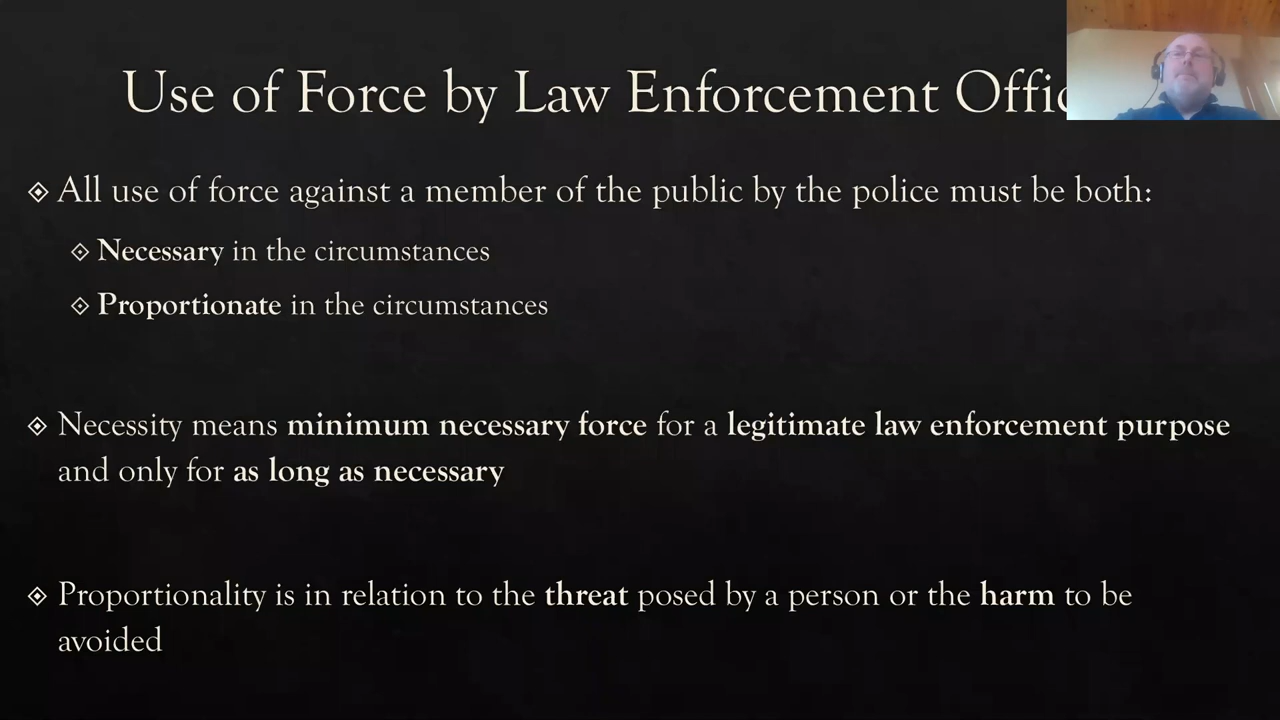 Use of Force by Law Enforcement
All use of force against a member of the public by the police must be both:
Necessary in the circumstances
Proportionate in the circumstances
Necessity means minimum necessary force for a legitimate law enforcement purpose
and only for as long as necessary
Proportionality is in relation to the threat posed by a person or the harm to be
avoided